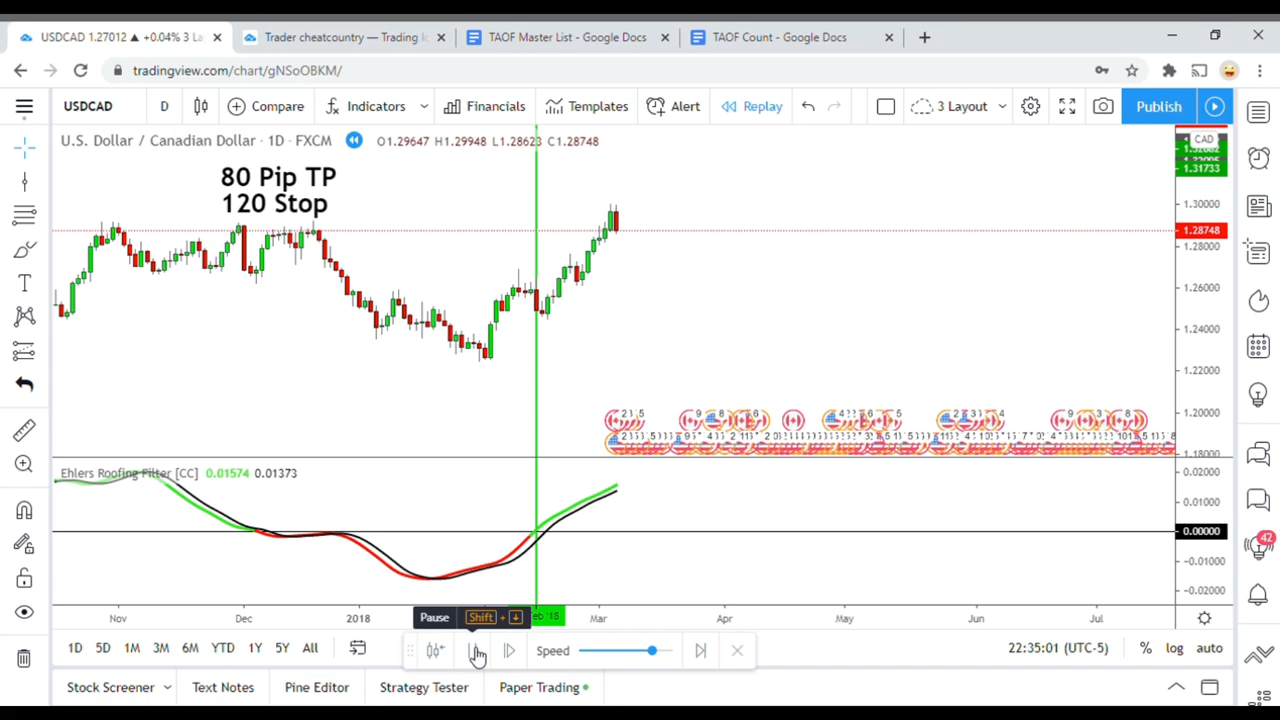 USDCAD 1.27012 ▲ +0.04% 3 La
Trader cheatcountry — Trading I
TAOF Master List - Google Docs
TAOF Count - Google Docs
tradingview.com/chart/gNSoOBKM/
USDCAD D Compare Indicators Financials Templates Alert Replay 3 Layout Publish
U.S. Dollar / Canadian Dollar · 1D · FXCM O1.29647 H1.29948 L1.28623 C1.28748
CAD
1.31733
80 Pip TP
120 Stop
1.30000
1.28748
1.28000
1.26000
1.24000
1.22000
1.20000
1.18000
Ehlers Roofing Filter [CC] 0.01574 0.01373
0.02000
0.01000
0.00000
-0.01000
-0.02000
Pause Shift + ↓
Nov Dec 2018 Mar Apr May Jun Jul
1D 5D 1M 3M 6M YTD 1Y 5Y All Speed 22:35:01 (UTC-5) % log auto
Stock Screener Text Notes Pine Editor Strategy Tester Paper Trading
42